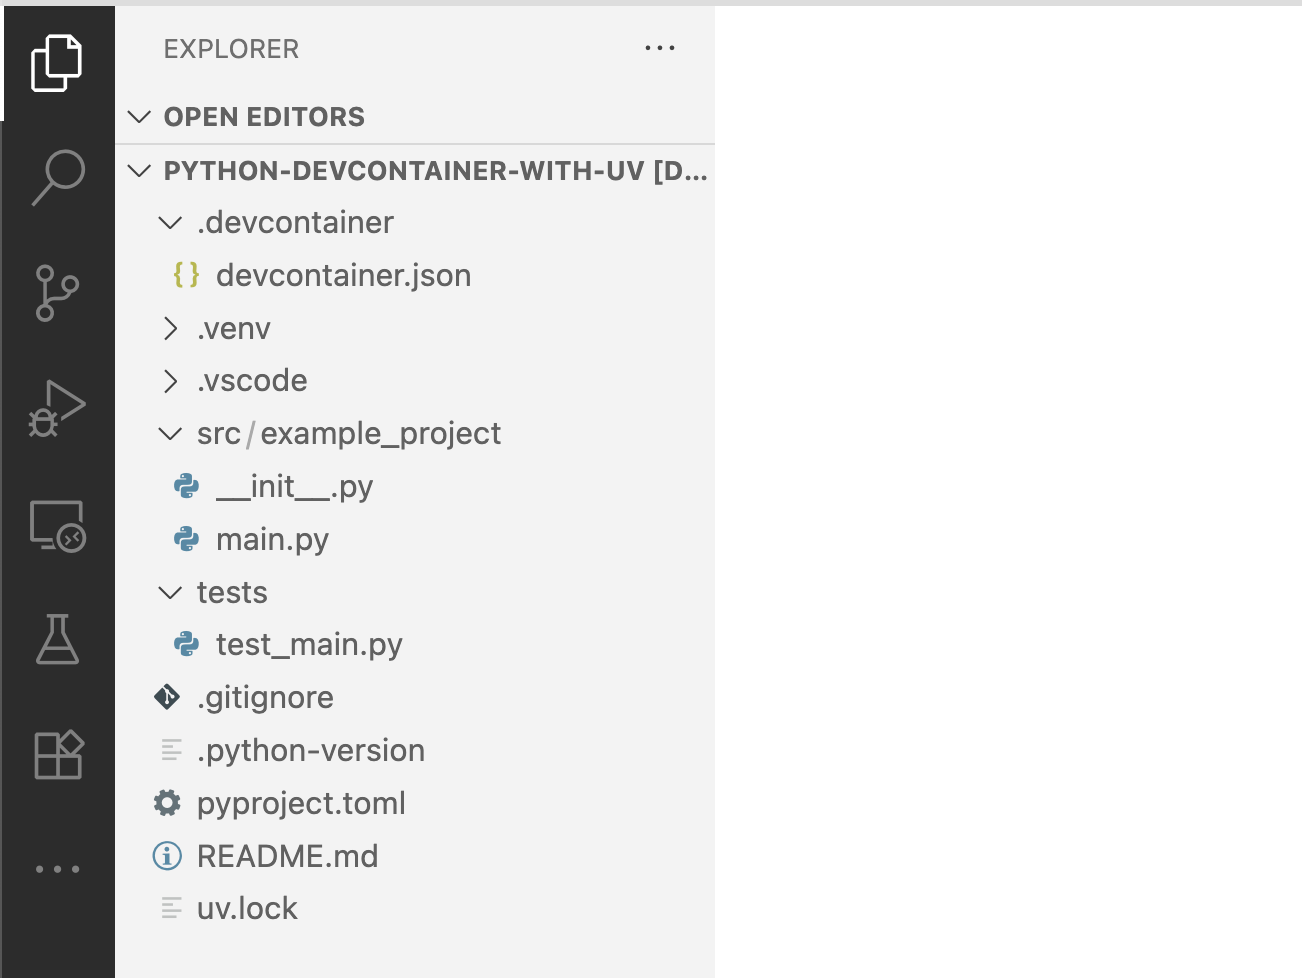 EXPLORER
OPEN EDITORS
PYTHON-DEVCONTAINER-WITH-UV [D...
.devcontainer
{} devcontainer.json
.venv
.vscode
src/example_project
__init__.py
main.py
tests
test_main.py
.gitignore
.python-version
pyproject.toml
README.md
uv.lock